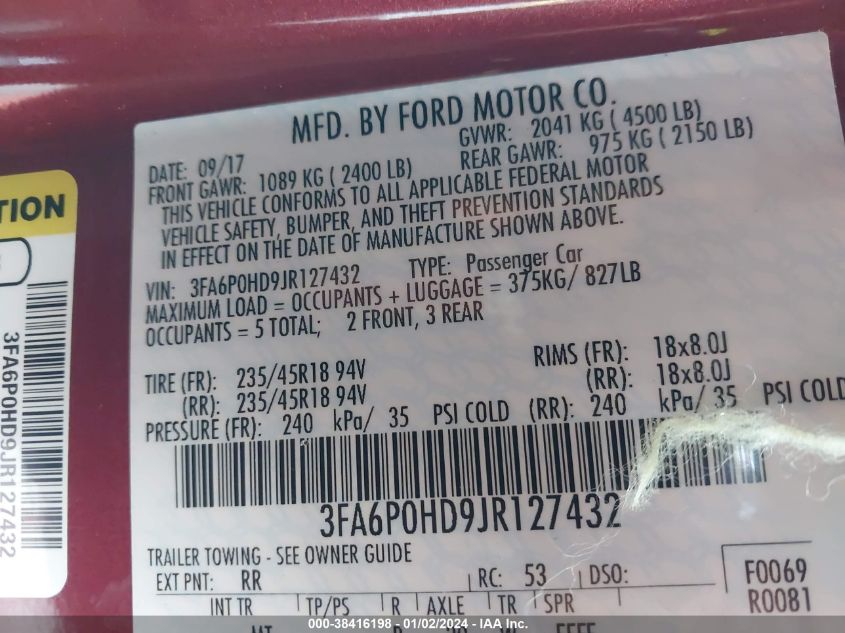 MFD. BY FORD MOTOR CO.
DATE: 09/17 GVWR: 2041 KG ( 4500 LB)
FRONT GAWR: 1089 KG ( 2400 LB) REAR GAWR: 975 KG ( 2150 LB)
THIS VEHICLE CONFORMS TO ALL APPLICABLE FEDERAL MOTOR
VEHICLE SAFETY, BUMPER, AND THEFT PREVENTION STANDARDS
IN EFFECT ON THE DATE OF MANUFACTURE SHOWN ABOVE.
VIN: 3FA6P0HD9JR127432 TYPE: Passenger Car
MAXIMUM LOAD = OCCUPANTS + LUGGAGE = 375KG/ 827LB
OCCUPANTS = 5 TOTAL; 2 FRONT, 3 REAR
TIRE (FR): 235/45R18 94V RIMS (FR): 18x8.0J
(RR): 235/45R18 94V (RR): 18x8.0J
PRESSURE (FR): 240 kPa/ 35 PSI COLD (RR): 240 kPa/ 35 PSI COLD
3FA6P0HD9JR127432
TRAILER TOWING - SEE OWNER GUIDE
EXT PNT: RR RC: 53 DSO: F0069
INT TR TP/PS R AXLE TR SPR R0081
TION
3FA6P0HD9JR127432
000-38416198 - 01/02/2024 - IAAI.com